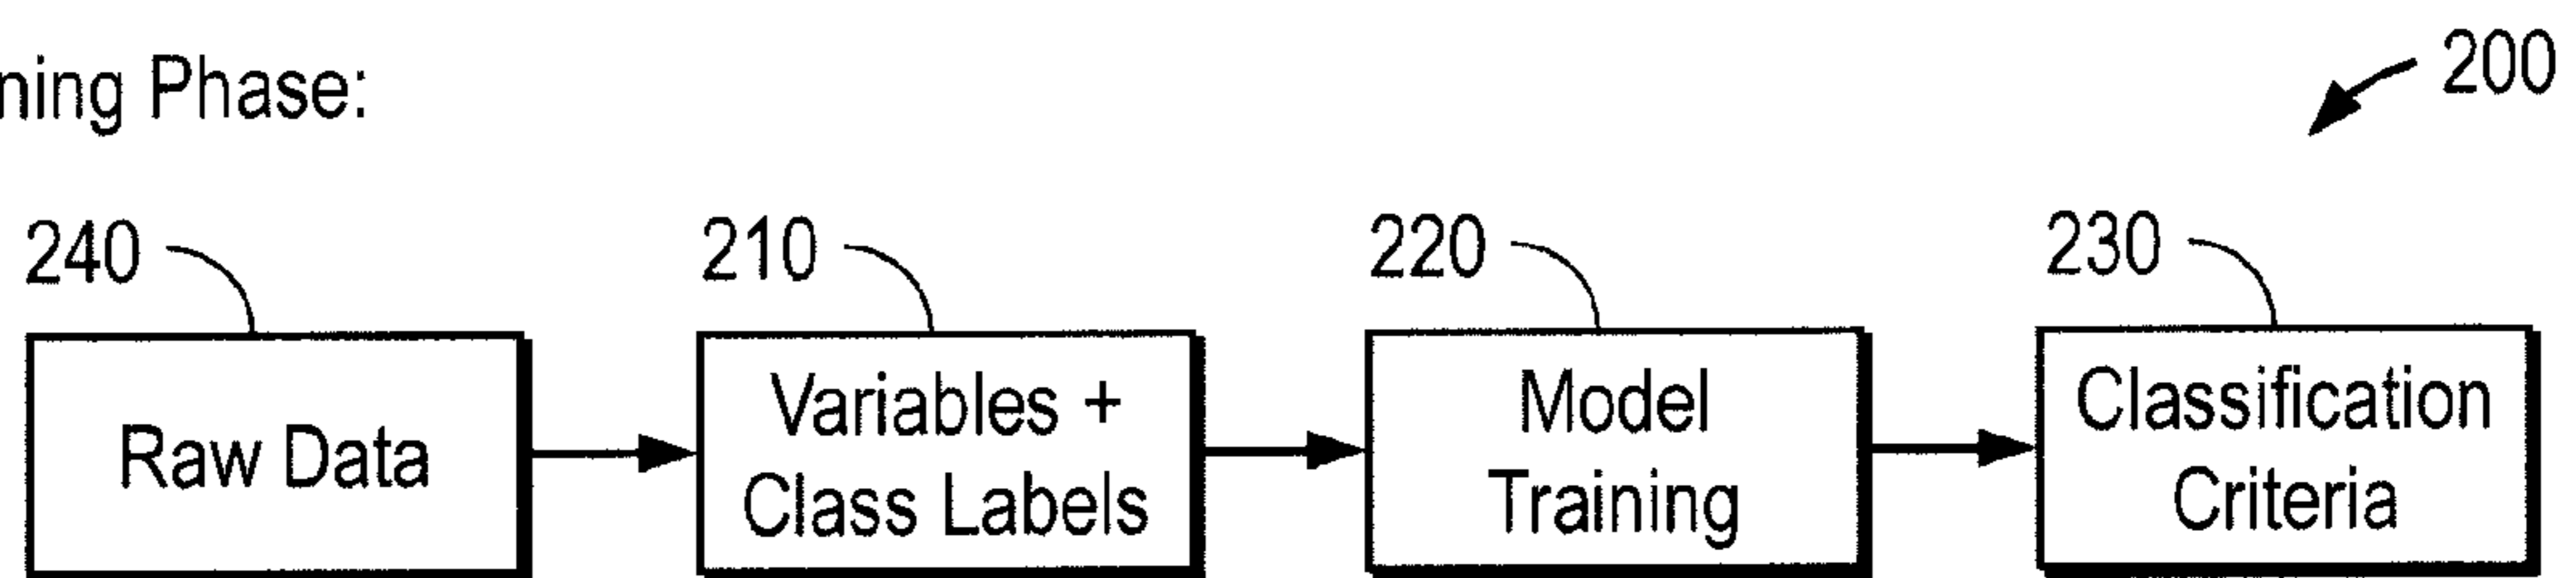 ning Phase:
200
240
210
220
230
Raw Data
Variables +
Class Labels
Model
Training
Classification
Criteria